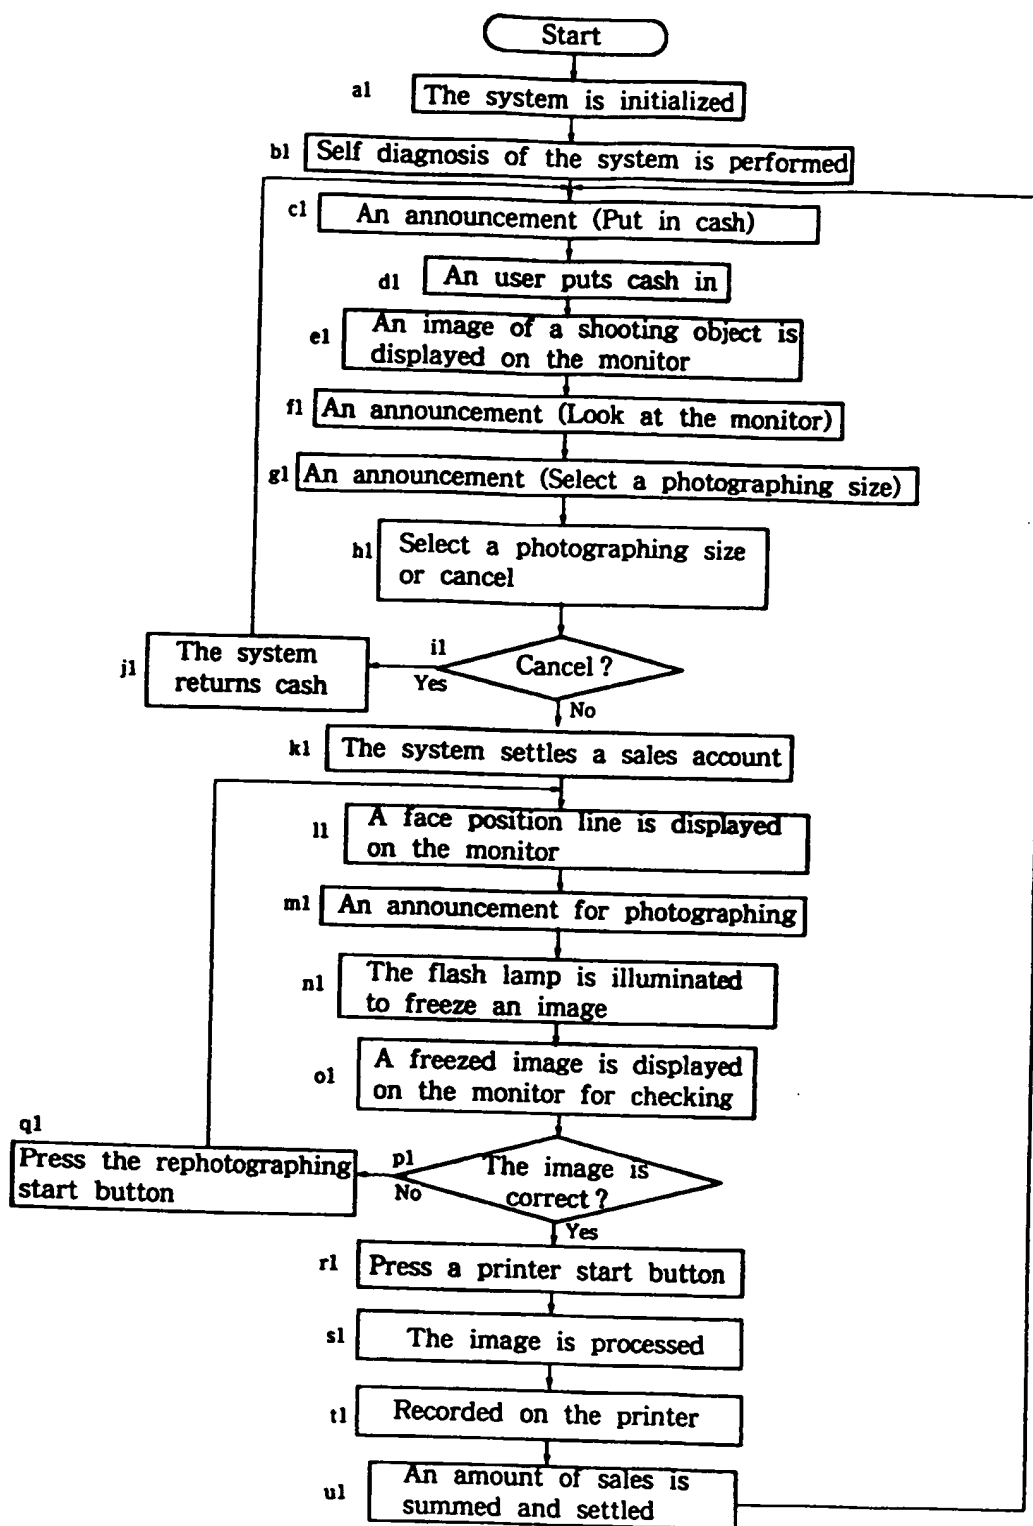 Start
a1
The system is initialized
b1
Self diagnosis of the system is performed
c1
An announcement (Put in cash)
d1
An user puts cash in
e1
An image of a shooting object is
displayed on the monitor
f1
An announcement (Look at the monitor)
g1
An announcement (Select a photographing size)
h1
Select a photographing size
or cancel
i1
Cancel ?
Yes
No
j1
The system
returns cash
k1
The system settles a sales account
l1
A face position line is displayed
on the monitor
m1
An announcement for photographing
n1
The flash lamp is illuminated
to freeze an image
o1
A freezed image is displayed
on the monitor for checking
p1
The image is
correct ?
No
Yes
q1
Press the rephotographing
start button
r1
Press a printer start button
s1
The image is processed
t1
Recorded on the printer
u1
An amount of sales is
summed and settled